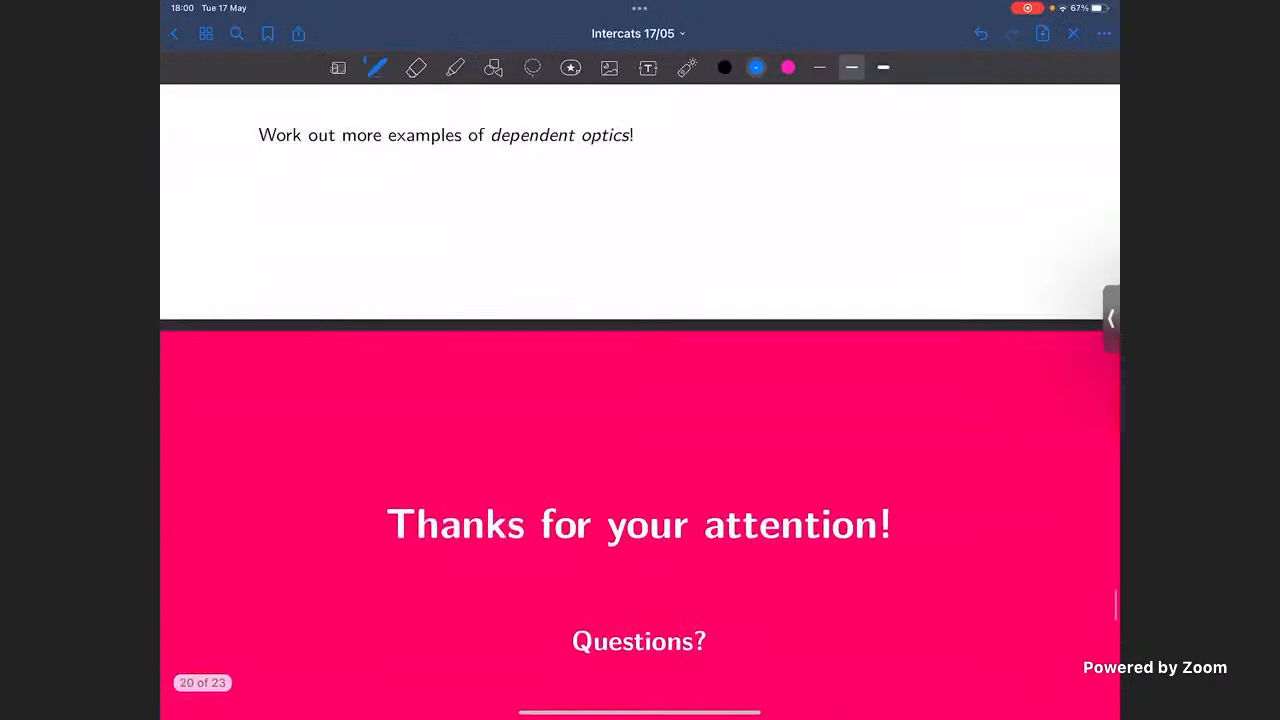 18:00 Tue 17 May
67%
Intercats 17/05
Work out more examples of dependent optics!
Thanks for your attention!
Questions?
20 of 23
Powered by Zoom